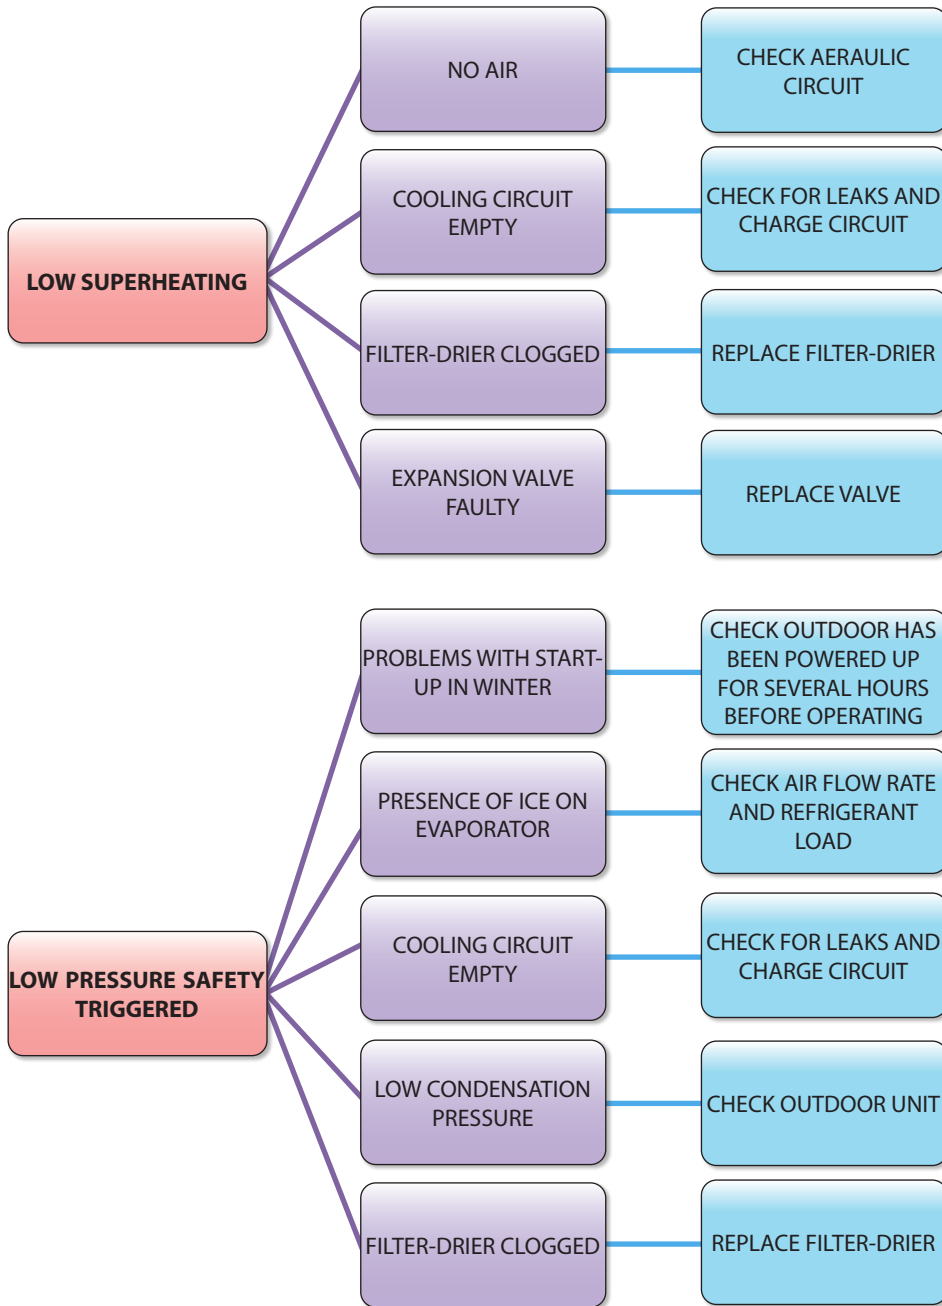 NO AIR
CHECK AERAULIC
CIRCUIT
COOLING CIRCUIT
EMPTY
CHECK FOR LEAKS AND
CHARGE CIRCUIT
LOW SUPERHEATING
FILTER-DRIER CLOGGED
REPLACE FILTER-DRIER
EXPANSION VALVE
FAULTY
REPLACE VALVE
PROBLEMS WITH START-
UP IN WINTER
CHECK OUTDOOR HAS
BEEN POWERED UP
FOR SEVERAL HOURS
BEFORE OPERATING
PRESENCE OF ICE ON
EVAPORATOR
CHECK AIR FLOW RATE
AND REFRIGERANT
LOAD
LOW PRESSURE SAFETY
TRIGGERED
COOLING CIRCUIT
EMPTY
CHECK FOR LEAKS AND
CHARGE CIRCUIT
LOW CONDENSATION
PRESSURE
CHECK OUTDOOR UNIT
FILTER-DRIER CLOGGED
REPLACE FILTER-DRIER